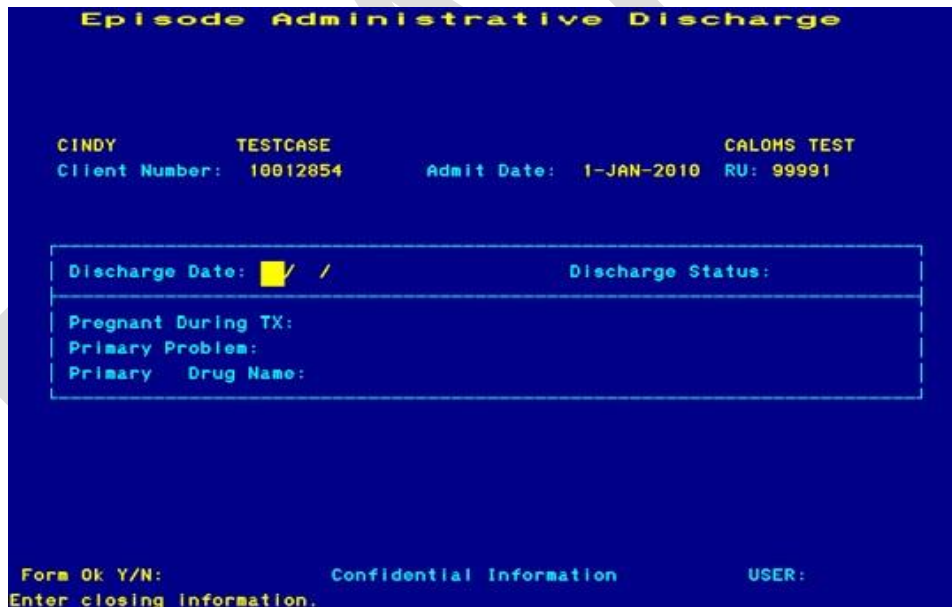 Episode Administrative Discharge
CINDY TESTCASE CALOMS TEST
Client Number: 10012854 Admit Date: 1-JAN-2010 RU: 99991
Discharge Date: / / Discharge Status:
Pregnant During TX:
Primary Problem:
Primary Drug Name:
Form Ok Y/N: Confidential Information USER:
Enter closing information.